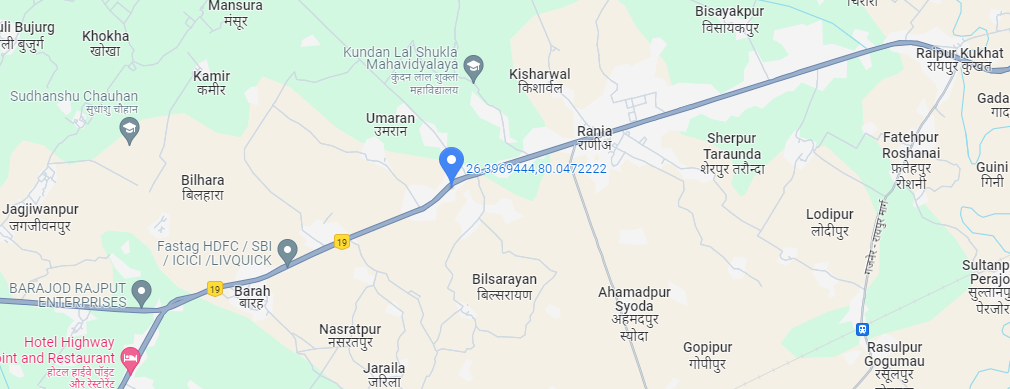 Mansura
मंसूर
uli Bujurg
ली बुजुर्ग
Khokha
खोखा
Bisayakpur
विसायकपुर
Raipur Kukhat
रायपुर कुखत
Kundan Lal Shukla
Mahavidyalaya
कुंदन लाल शुक्ला
महाविद्यालय
Kisharwal
किशार्वल
Kamir
कमीर
Sudhanshu Chauhan
सुधांशु चौहान
Umaran
उमरान
Rania
राणीअ
Sherpur
Taraunda
शेरपुर तरोन्दा
Gada
गाद
Fatehpur
Roshanai
फ़तेहपुर
रोशनी
Guini
गिनी
26-3969444,80.0472222
Bilhara
बिलहारा
Jagjiwanpur
जगजीवनपुर
Lodipur
लोदीपुर
गजनेर - रायपुर मार्ग
19
Fastag HDFC / SBI
/ ICICI /LIVQUICK
BARAJOD RAJPUT
ENTERPRISES
19
Barah
बारह
Bilsarayan
बिल्सरायण
Ahamadpur
Syoda
अहमदपुर
स्योदा
Sultanp
Perajo
सुल्तानपु
पेरजोर
Nasratpur
नसरतपुर
Hotel Highway
oint and Restaurant
होटल हाईवे पॉइंट
और रेस्टोरेंट
Jaraila
जरिला
Gopipur
गोपीपुर
Rasulpur
Gogumau
रसूलपुर